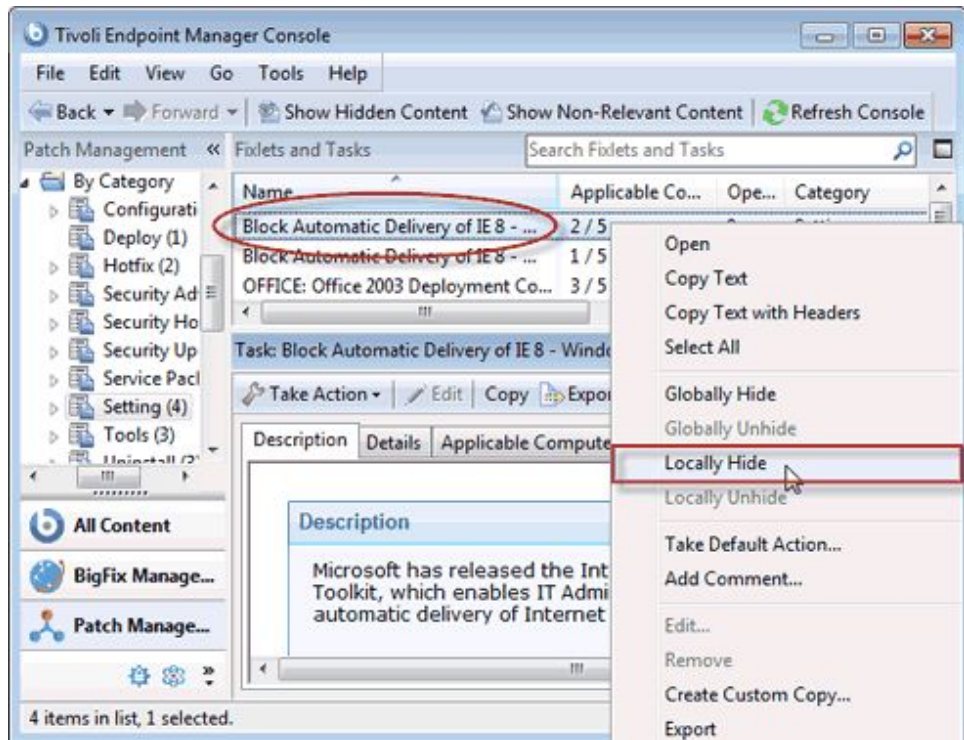 Tivoli Endpoint Manager Console
File Edit View Go Tools Help
Back Forward Show Hidden Content Show Non-Relevant Content Refresh Console
Patch Management « Fixlets and Tasks Search Fixlets and Tasks
By Category
Name Applicable Co... Ope... Category
Configurati
Block Automatic Delivery of IE 8 - ... 2 / 5
Deploy (1)
Block Automatic Delivery of IE 8 - ... 1 / 5
Hotfix (2)
OFFICE: Office 2003 Deployment Co... 3 / 5
Security Ad
Security Ho
Security Up
Service Pacl
Setting (4)
Tools (3)
Task: Block Automatic Delivery of IE 8 - Windo
Take Action Edit Copy Expor
Description Details Applicable Compute
Description
Microsoft has released the Int
Toolkit, which enables IT Admi
automatic delivery of Internet
All Content
BigFix Manage...
Patch Manage...
Open
Copy Text
Copy Text with Headers
Select All
Globally Hide
Globally Unhide
Locally Hide
Locally Unhide
Take Default Action...
Add Comment...
Edit...
Remove
Create Custom Copy...
Export
4 items in list, 1 selected.